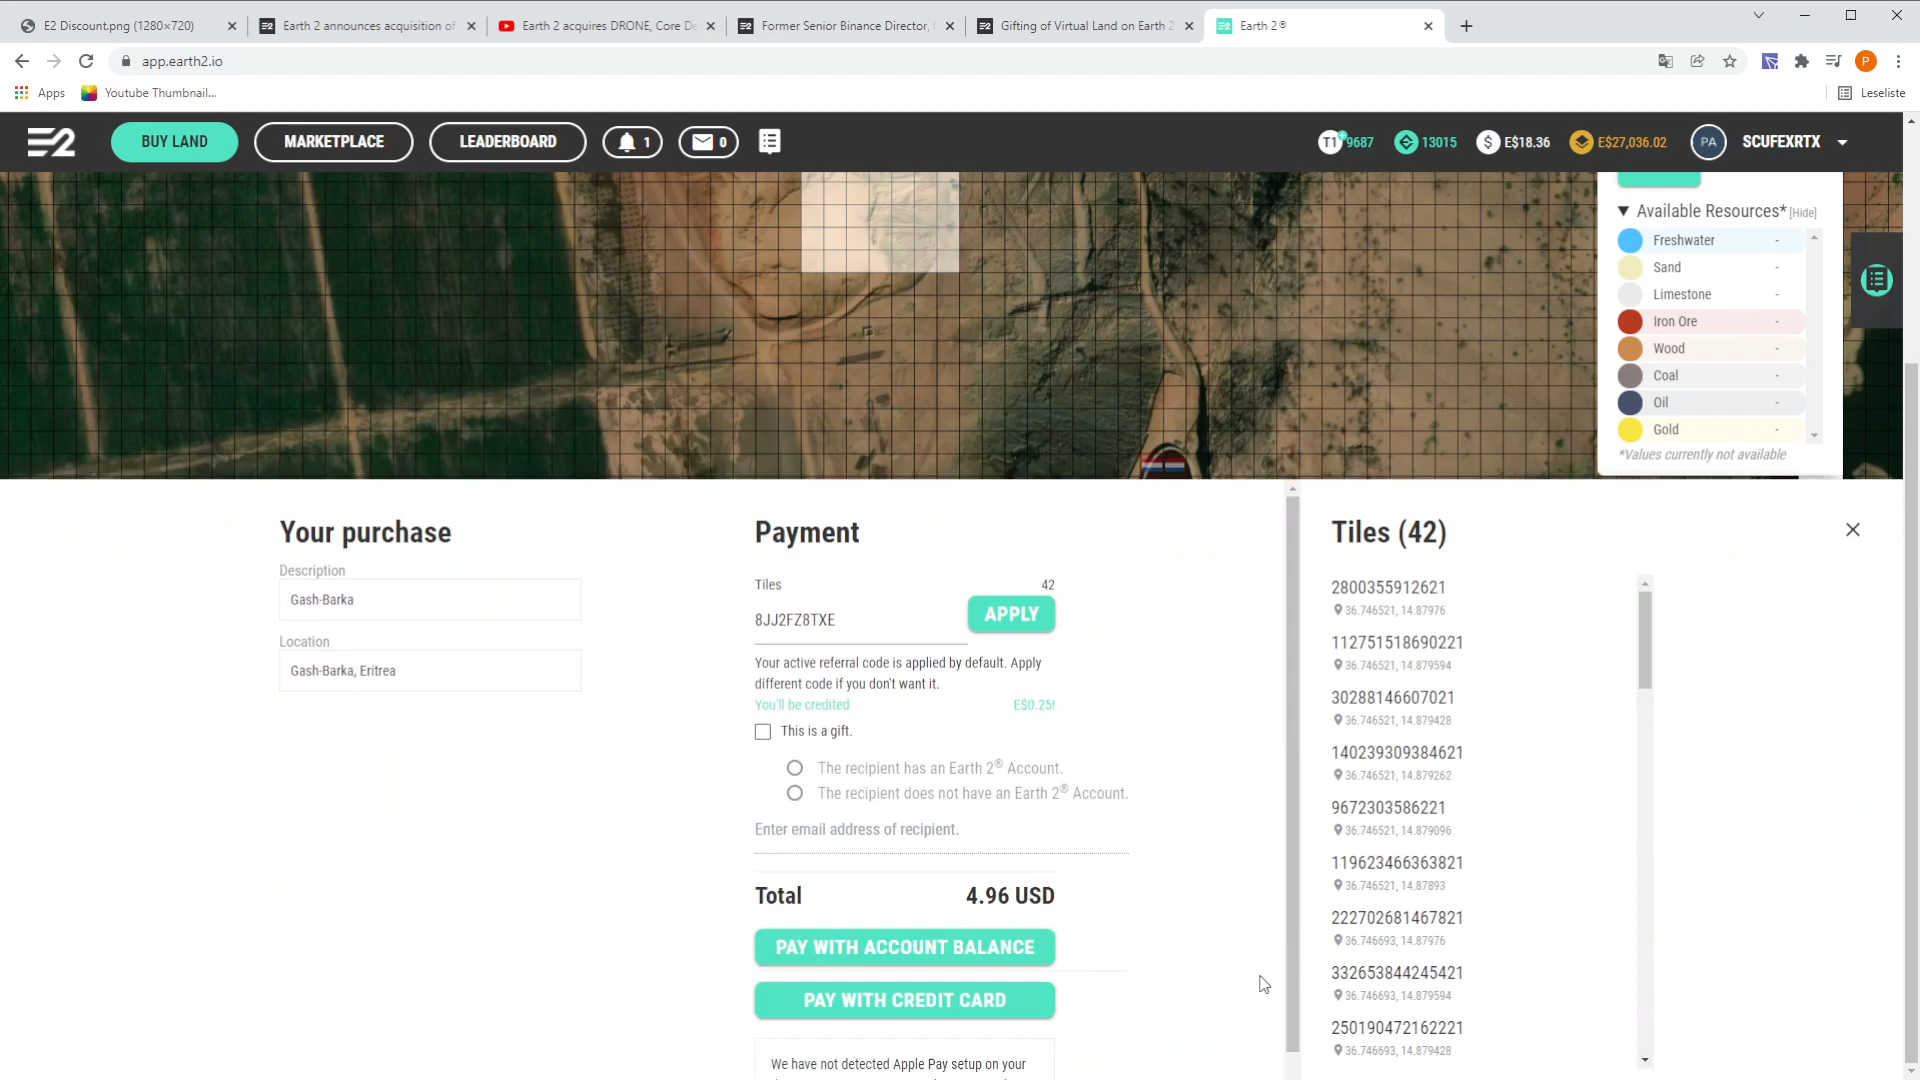 E2 Discount.png (1280×720)
Earth 2 announces acquisition of
Earth 2 acquires DRONE, Core De
Former Senior Binance Director,
Gifting of Virtual Land on Earth 2
Earth 2®
app.earth2.io
P
Apps
Youtube Thumbnail...
Leseliste
E2
BUY LAND
MARKETPLACE
LEADERBOARD
1
0
T1 9687
13015
E$18.36
E$27,036.02
PA
SCUFEXRTX
Available Resources* [Hide]
Freshwater -
Sand -
Limestone -
Iron Ore -
Wood -
Coal -
Oil -
Gold -
*Values currently not available
Your purchase
Description
Gash-Barka
Location
Gash-Barka, Eritrea
Payment
Tiles 42
8JJ2FZ8TXE
APPLY
Your active referral code is applied by default. Apply
different code if you don't want it.
You'll be credited E$0.25!
This is a gift.
The recipient has an Earth 2® Account.
The recipient does not have an Earth 2® Account.
Enter email address of recipient.
Total 4.96 USD
PAY WITH ACCOUNT BALANCE
PAY WITH CREDIT CARD
We have not detected Apple Pay setup on your
Tiles (42)
2800355912621
36.746521, 14.87976
112751518690221
36.746521, 14.879594
30288146607021
36.746521, 14.879428
140239309384621
36.746521, 14.879262
9672303586221
36.746521, 14.879096
119623466363821
36.746521, 14.87893
222702681467821
36.746693, 14.87976
332653844245421
36.746693, 14.879594
250190472162221
36.746693, 14.879428